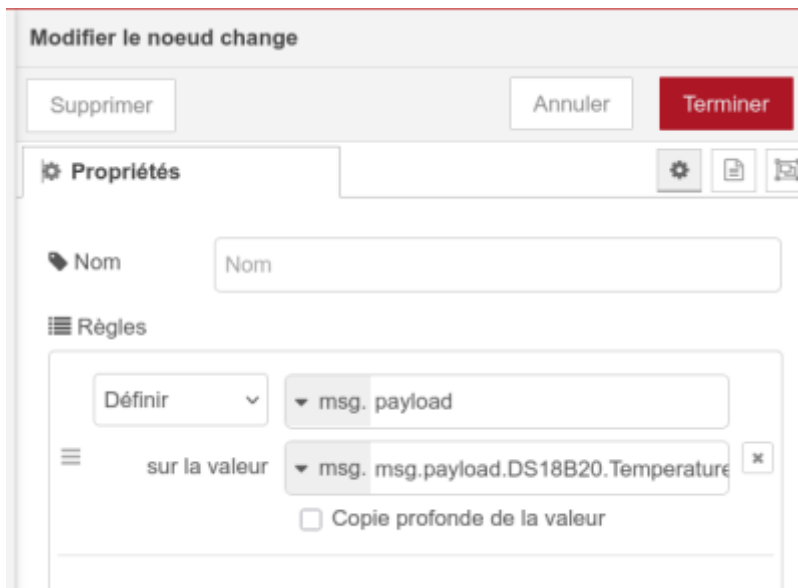 Modifier le noeud change
Supprimer Annuler Terminer
Propriétés
Nom Nom
Règles
Définir msg. payload
sur la valeur msg. msg.payload.DS18B20.Temperature
Copie profonde de la valeur